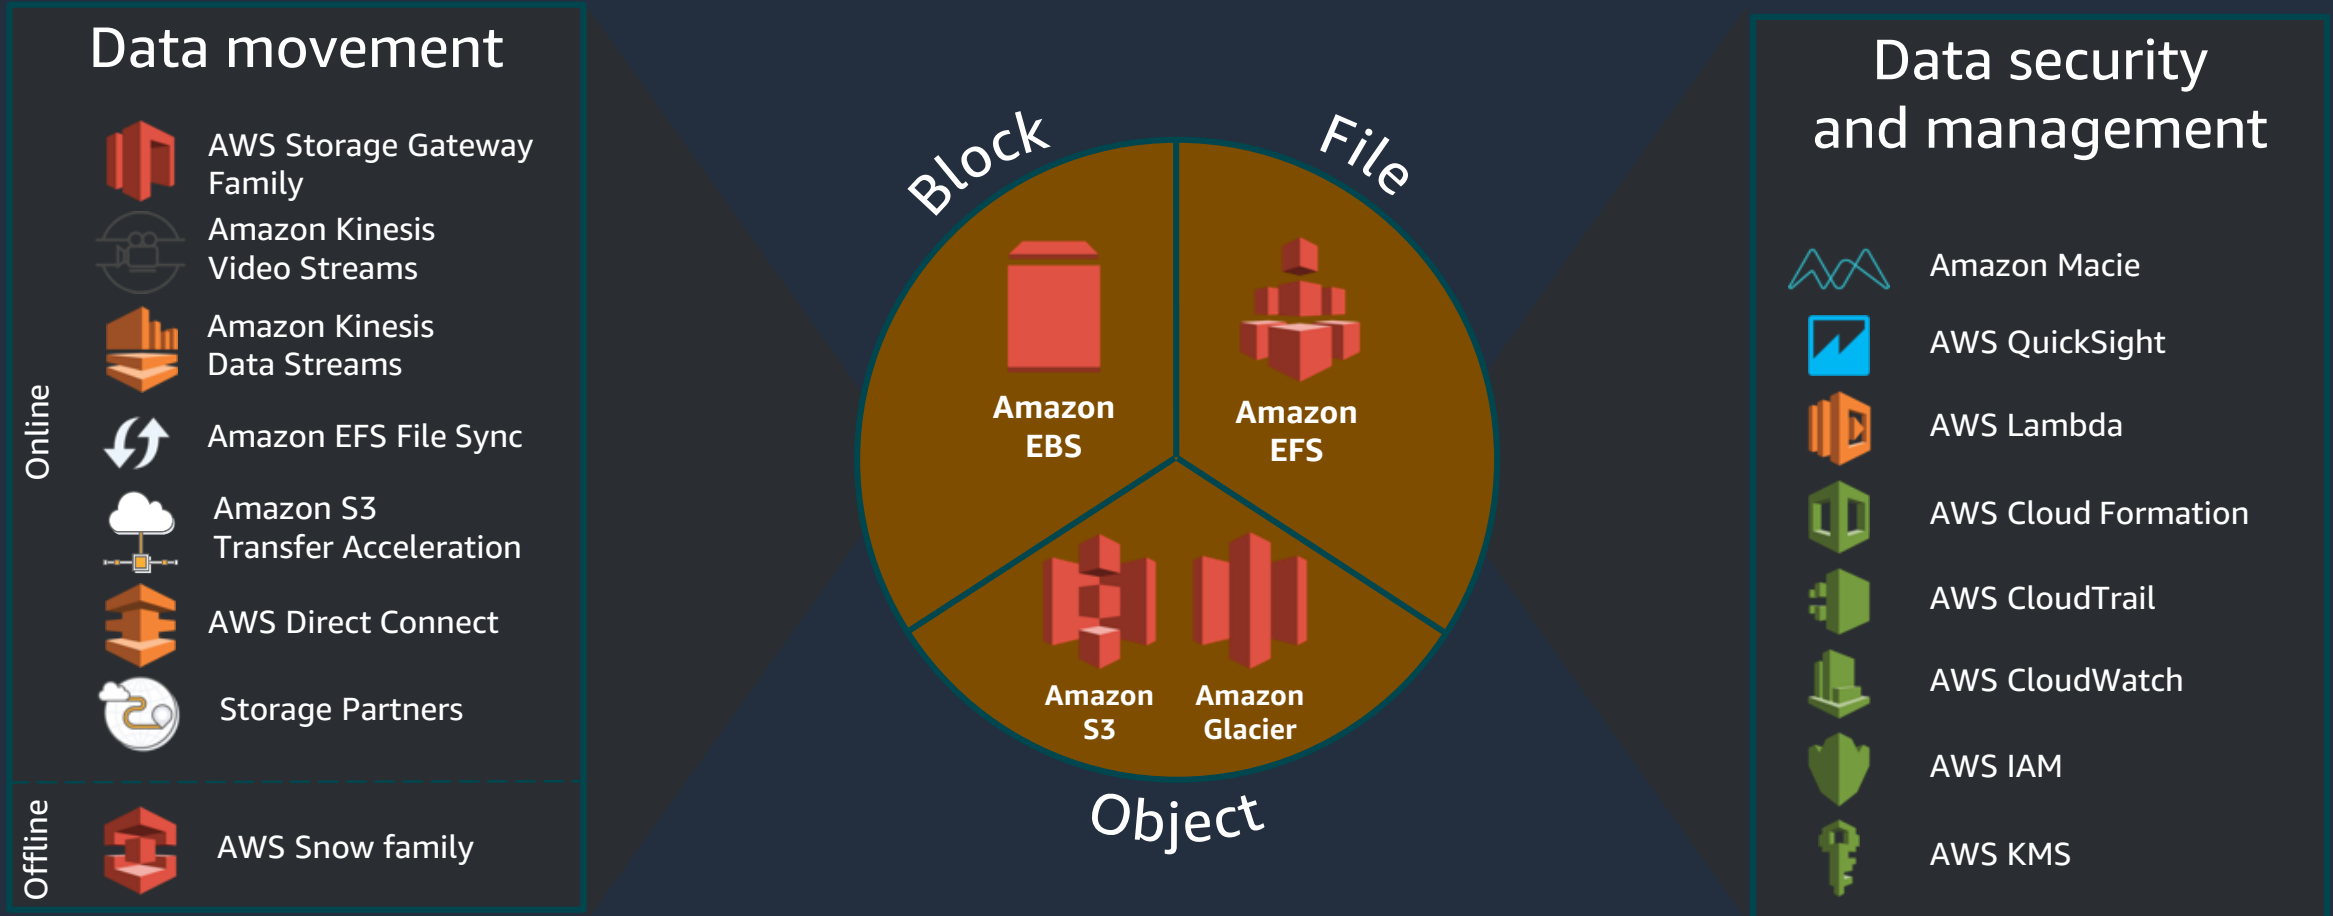 Data movement
Online
AWS Storage Gateway
Family
Amazon Kinesis
Video Streams
Amazon Kinesis
Data Streams
Amazon EFS File Sync
Amazon S3
Transfer Acceleration
AWS Direct Connect
Storage Partners
Offline
AWS Snow family
Block
File
Amazon
EBS
Amazon
EFS
Amazon
S3
Amazon
Glacier
Object
Data security
and management
Amazon Macie
AWS QuickSight
AWS Lambda
AWS Cloud Formation
AWS CloudTrail
AWS CloudWatch
AWS IAM
AWS KMS